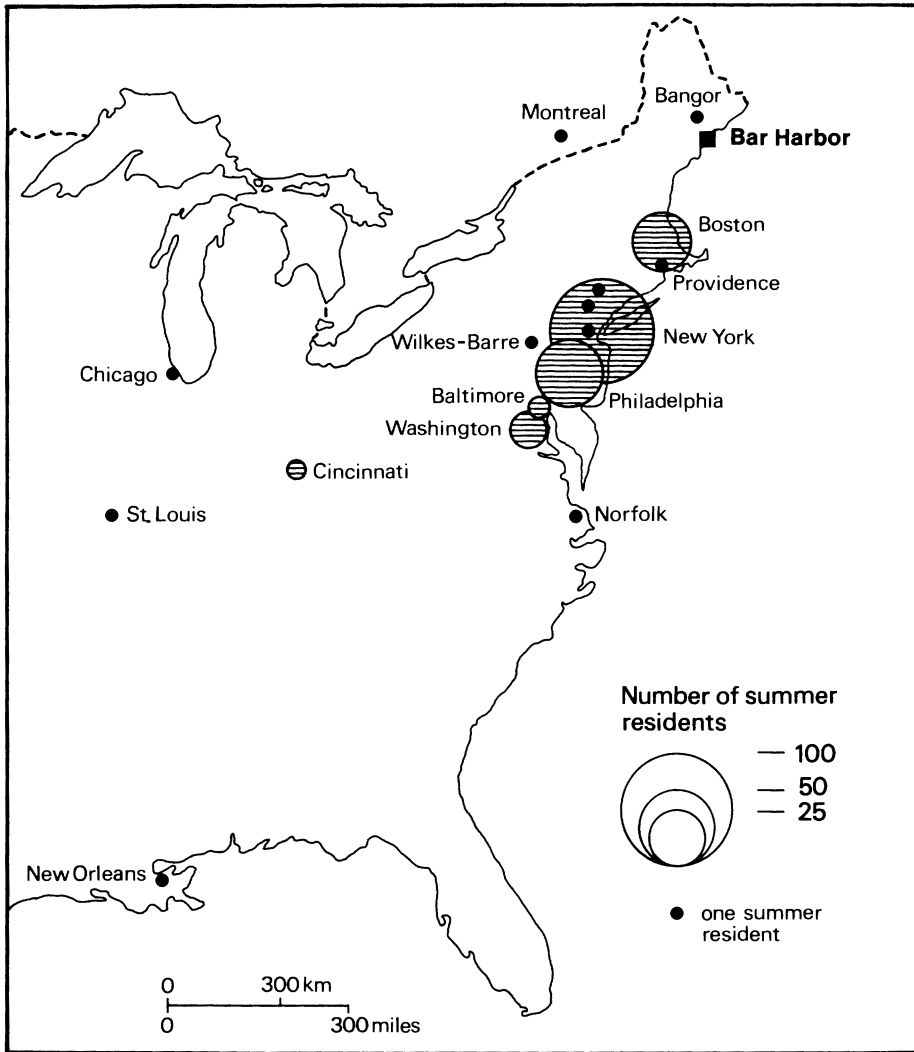 Montreal
Bangor
Bar Harbor
Boston
Providence
New York
Wilkes-Barre
Chicago
Baltimore
Philadelphia
Washington
Cincinnati
St. Louis
Norfolk
Number of summer
residents
100
50
25
New Orleans
one summer
resident
0 300 km
0 300 miles